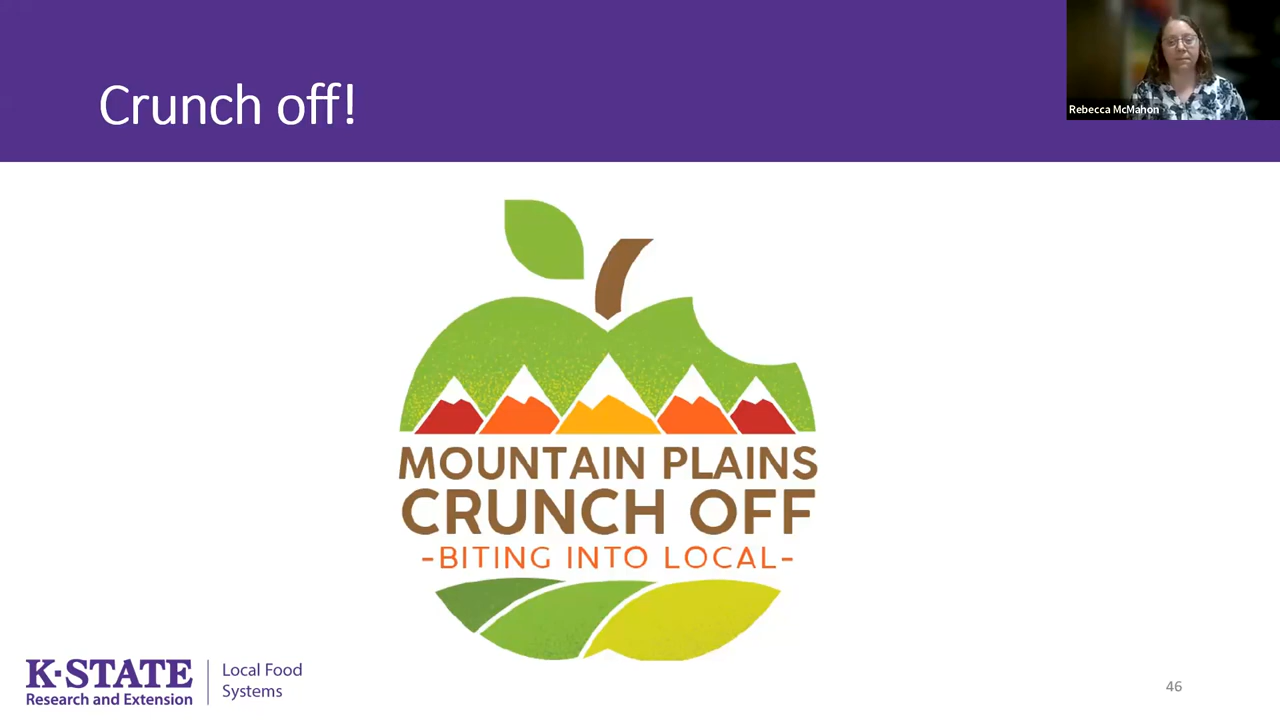 Crunch off!
Rebecca McMahon
MOUNTAIN PLAINS
CRUNCH OFF
-BITING INTO LOCAL-
K·STATE
Research and Extension
Local Food
Systems
46